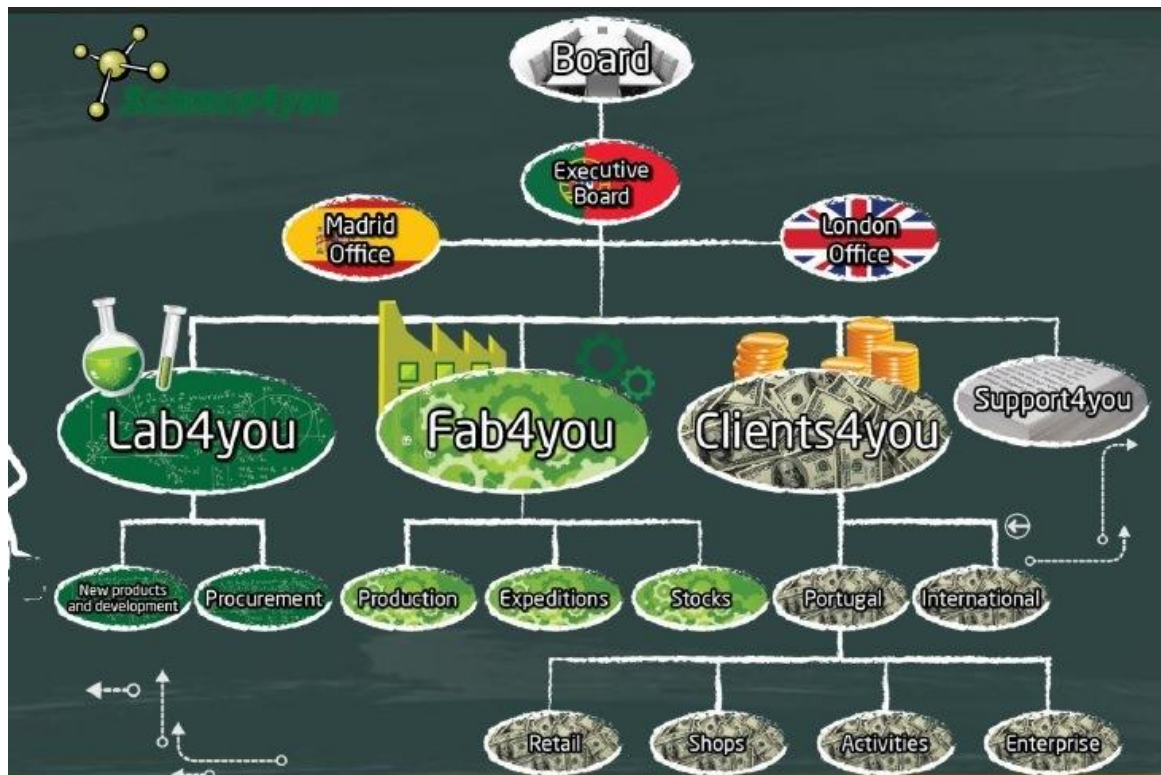 Board
Science4you
Executive
Board
Madrid
Office
London
Office
Lab4you
Fab4you
Clients4you
Support4you
New products
and development
Procurement
Production
Expeditions
Stocks
Portugal
International
Retail
Shops
Activities
Enterprise